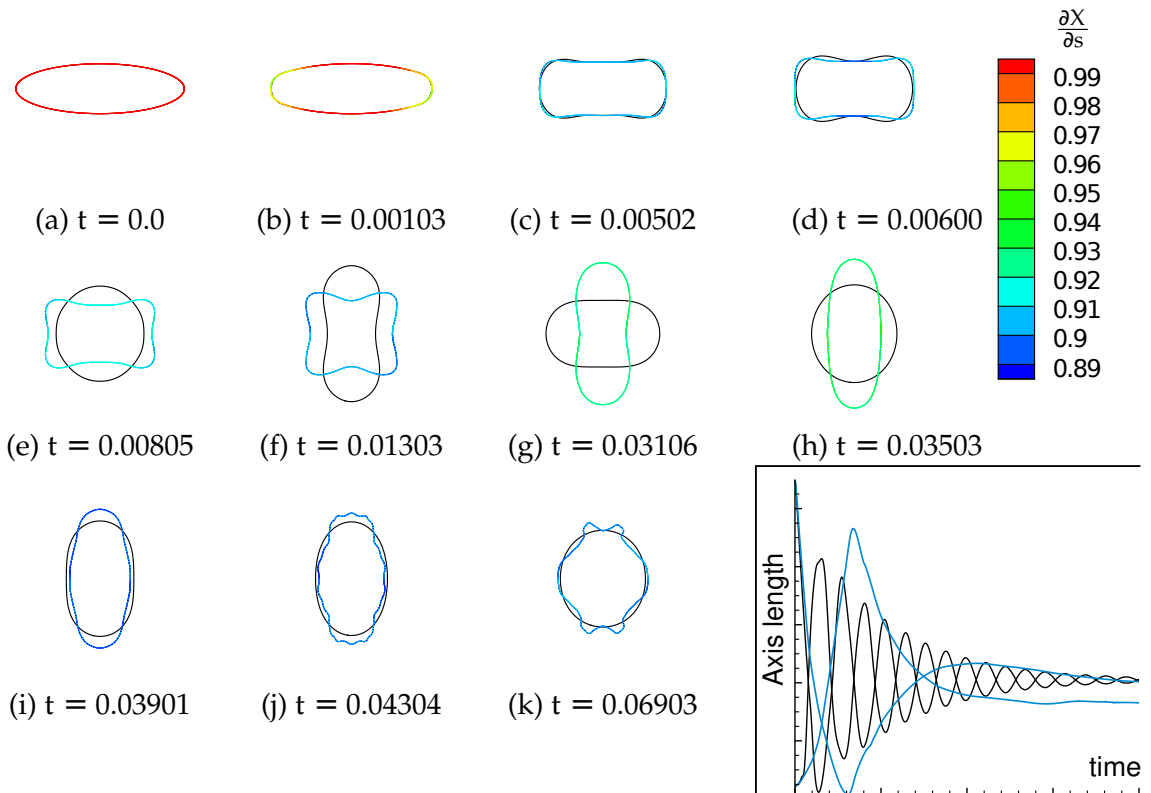 ∂X
∂s
0.99
0.98
0.97
0.96
0.95
0.94
0.93
0.92
0.91
0.9
0.89
(a) t = 0.0
(b) t = 0.00103
(c) t = 0.00502
(d) t = 0.00600
(e) t = 0.00805
(f) t = 0.01303
(g) t = 0.03106
(h) t = 0.03503
(i) t = 0.03901
(j) t = 0.04304
(k) t = 0.06903
Axis length
time